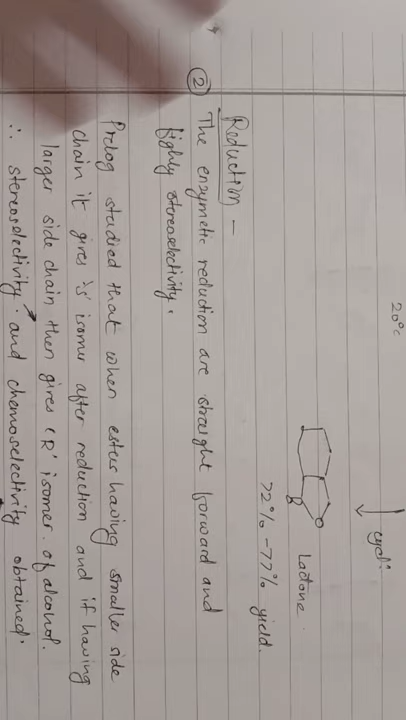 20°C
cycliⁿ
Lactone.
72% - 77% yield.
Reduction -
② The enzymetic reduction are straight forward and
highly stereoselectivity.
Prelog studied that when esters having smaller side
chain it gives 's' isomer after reduction and if having
larger side chain then gives 'R' isomer. of alcohol.
∴ stereoselectivity and chemoselectivity obtained.